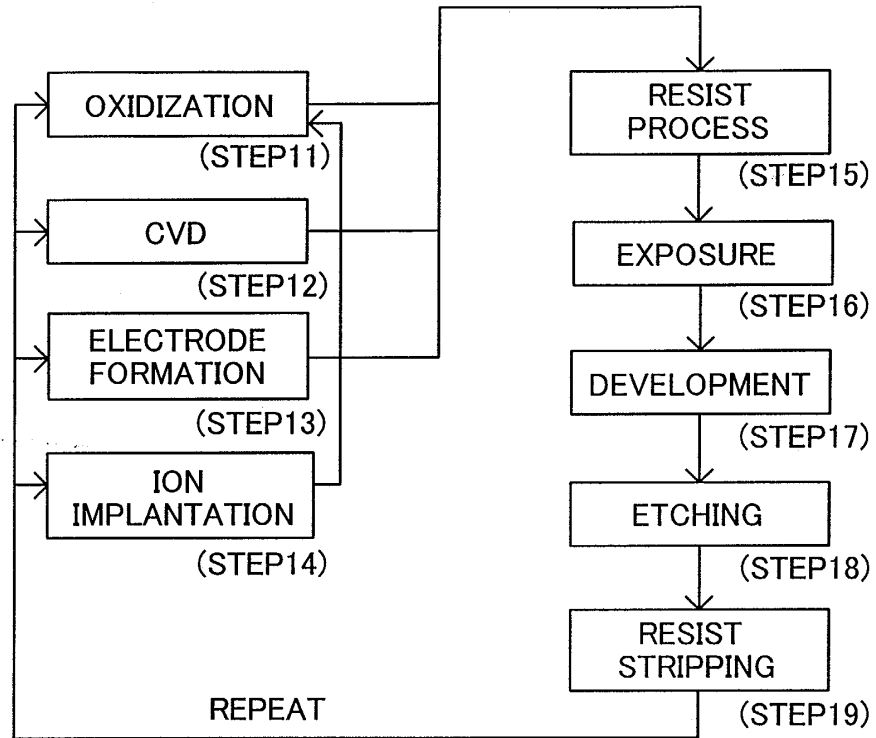 OXIDIZATION
(STEP11)
CVD
(STEP12)
ELECTRODE
FORMATION
(STEP13)
ION
IMPLANTATION
(STEP14)
RESIST
PROCESS
(STEP15)
EXPOSURE
(STEP16)
DEVELOPMENT
(STEP17)
ETCHING
(STEP18)
RESIST
STRIPPING
(STEP19)
REPEAT